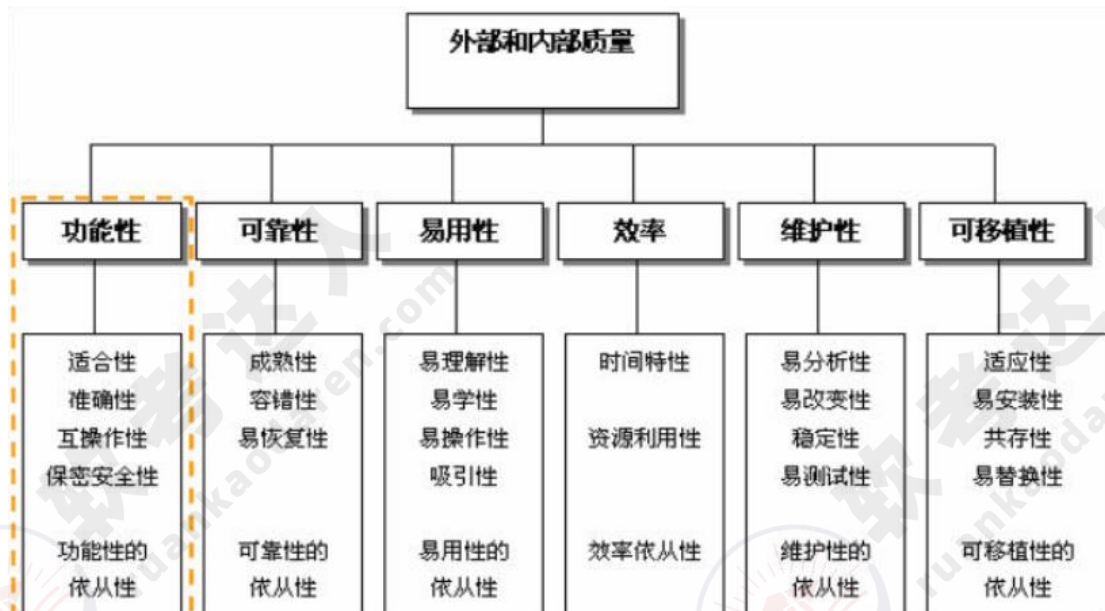 外部和内部质量
功能性
可靠性
易用性
效率
维护性
可移植性
适合性
准确性
互操作性
保密安全性
功能性的
依从性
成熟性
容错性
易恢复性
可靠性的
依从性
易理解性
易学性
易操作性
吸引性
易用性的
依从性
时间特性
资源利用性
效率依从性
易分析性
易改变性
稳定性
易测试性
维护性的
依从性
适应性
易安装性
共存性
易替换性
可移植性的
依从性
软考达人
ruankaodaren.com